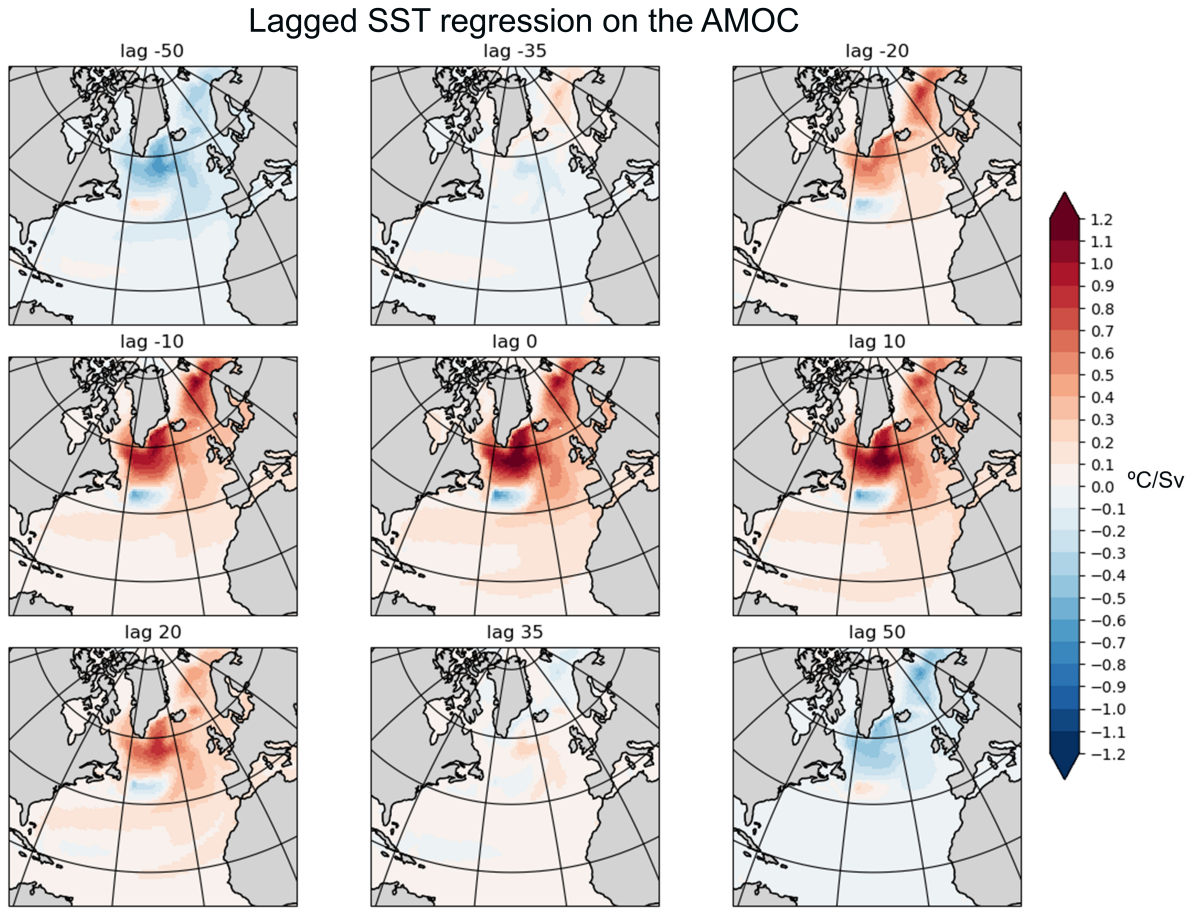 Lagged SST regression on the AMOC
lag -50
lag -35
lag -20
lag -10
lag 0
lag 10
lag 20
lag 35
lag 50
1.2
1.1
1.0
0.9
0.8
0.7
0.6
0.5
0.4
0.3
0.2
0.1
0.0
−0.1
−0.2
−0.3
−0.4
−0.5
−0.6
−0.7
−0.8
−0.9
−1.0
−1.1
−1.2
ºC/Sv